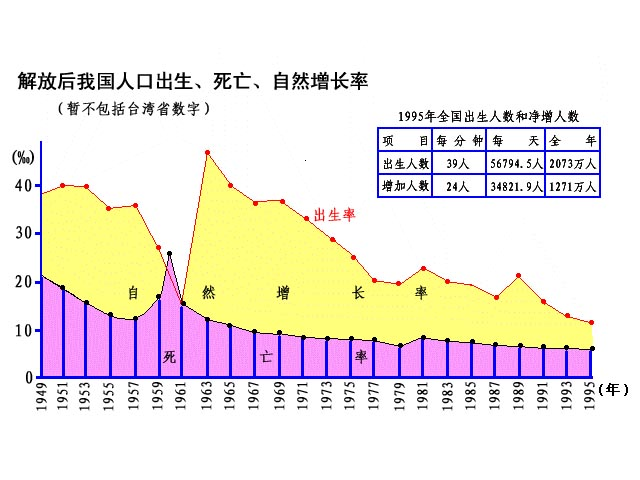 解放后我国人口出生、死亡、自然增长率
(暂不包括台湾省数字)
1995年全国出生人数和净增人数
项 目 每分钟 每 天 全 年
出生人数 39人 56794.5人 2073万人
增加人数 24人 34821.9人 1271万人
(‰)
40
30
20
10
0
出生率
自 然 增 长 率
死 亡 率
1949 1951 1953 1955 1957 1959 1961 1963 1965 1967 1969 1971 1973 1975 1977 1979 1981 1983 1985 1987 1989 1991 1993 1995 (年)